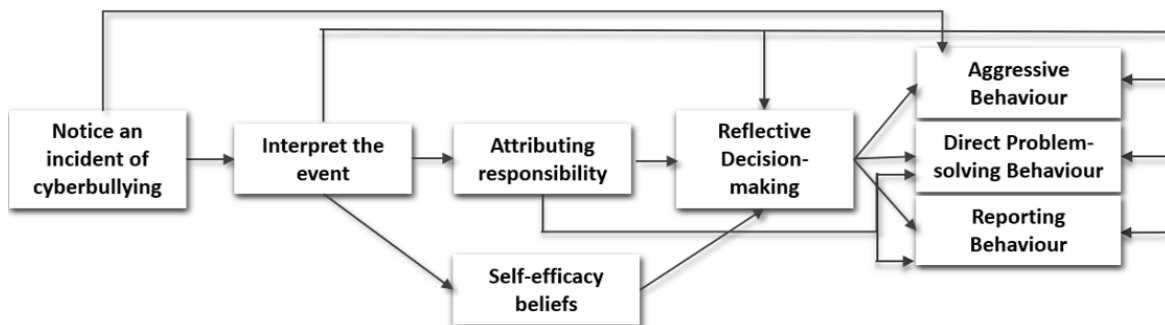 Notice an
incident of
cyberbullying
Interpret the
event
Attributing
responsibility
Self-efficacy
beliefs
Reflective
Decision-
making
Aggressive
Behaviour
Direct Problem-
solving Behaviour
Reporting
Behaviour